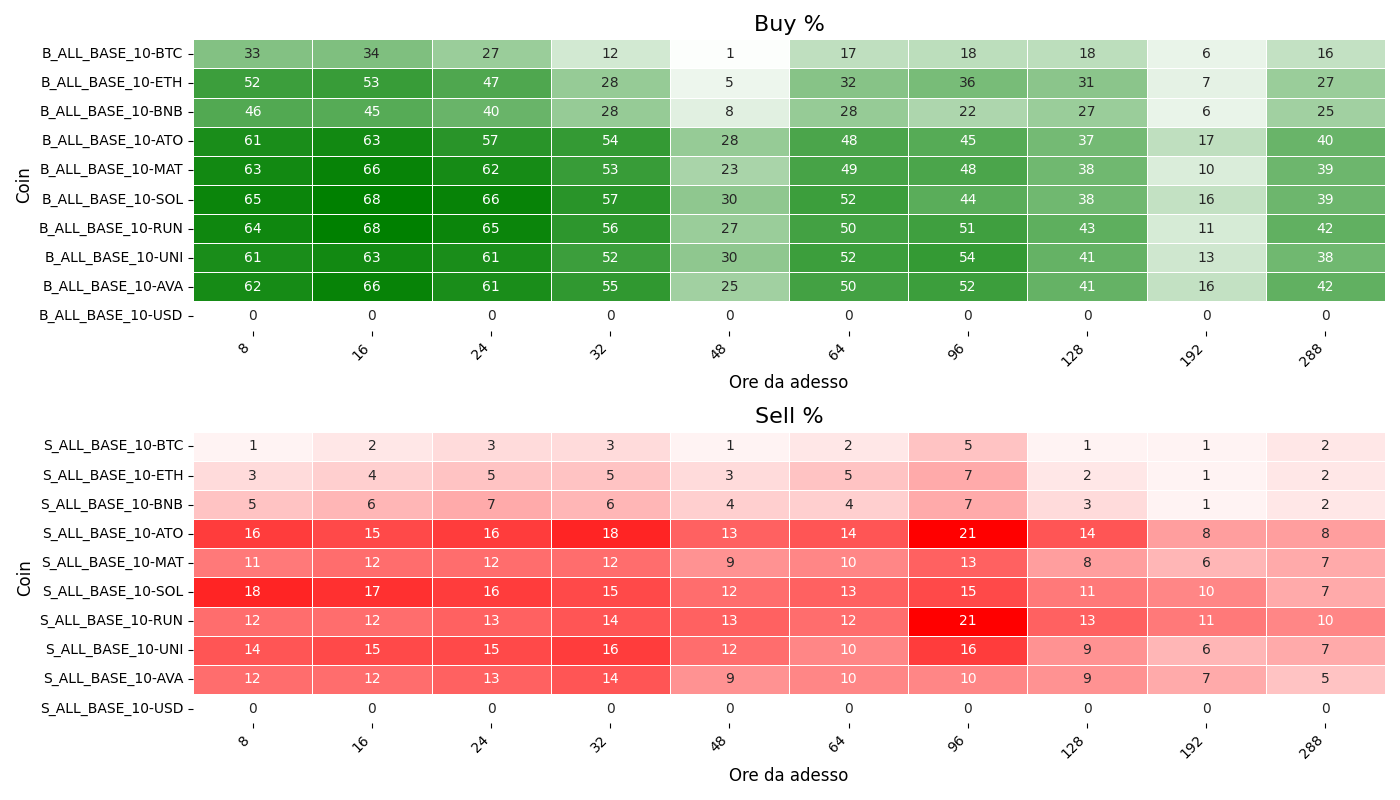 Buy %
Coin
B_ALL_BASE_10-BTC 33 34 27 12 1 17 18 18 6 16
B_ALL_BASE_10-ETH 52 53 47 28 5 32 36 31 7 27
B_ALL_BASE_10-BNB 46 45 40 28 8 28 22 27 6 25
B_ALL_BASE_10-ATO 61 63 57 54 28 48 45 37 17 40
B_ALL_BASE_10-MAT 63 66 62 53 23 49 48 38 10 39
B_ALL_BASE_10-SOL 65 68 66 57 30 52 44 38 16 39
B_ALL_BASE_10-RUN 64 68 65 56 27 50 51 43 11 42
B_ALL_BASE_10-UNI 61 63 61 52 30 52 54 41 13 38
B_ALL_BASE_10-AVA 62 66 61 55 25 50 52 41 16 42
B_ALL_BASE_10-USD 0 0 0 0 0 0 0 0 0 0
8 16 24 32 48 64 96 128 192 288
Ore da adesso
Sell %
Coin
S_ALL_BASE_10-BTC 1 2 3 3 1 2 5 1 1 2
S_ALL_BASE_10-ETH 3 4 5 5 3 5 7 2 1 2
S_ALL_BASE_10-BNB 5 6 7 6 4 4 7 3 1 2
S_ALL_BASE_10-ATO 16 15 16 18 13 14 21 14 8 8
S_ALL_BASE_10-MAT 11 12 12 12 9 10 13 8 6 7
S_ALL_BASE_10-SOL 18 17 16 15 12 13 15 11 10 7
S_ALL_BASE_10-RUN 12 12 13 14 13 12 21 13 11 10
S_ALL_BASE_10-UNI 14 15 15 16 12 10 16 9 6 7
S_ALL_BASE_10-AVA 12 12 13 14 9 10 10 9 7 5
S_ALL_BASE_10-USD 0 0 0 0 0 0 0 0 0 0
8 16 24 32 48 64 96 128 192 288
Ore da adesso